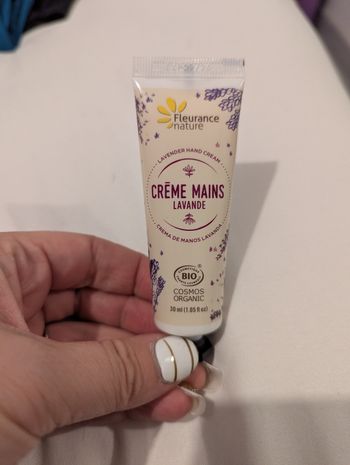 Fleurance
nature
LAVENDER HAND CREAM
CRÈME MAINS
LAVANDE
CREMA DE MANOS LAVANDA
BIO
COSMOS
ORGANIC
30 ml (1.05 fl oz)